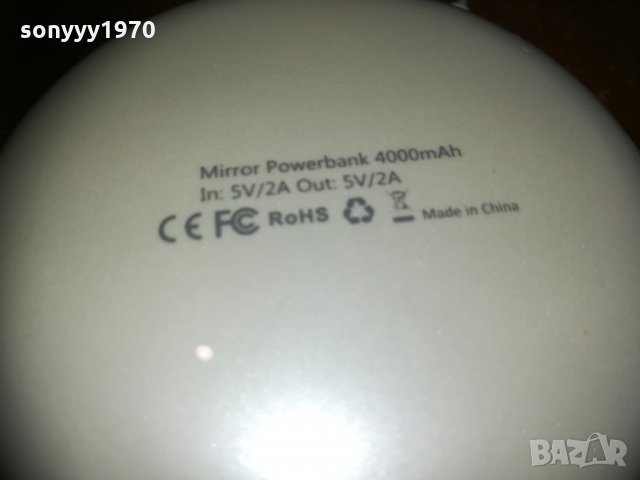 sonyyy1970
Mirror Powerbank 4000mAh
In: 5V/2A Out: 5V/2A
CE FC RoHS Made in China
BAZAR